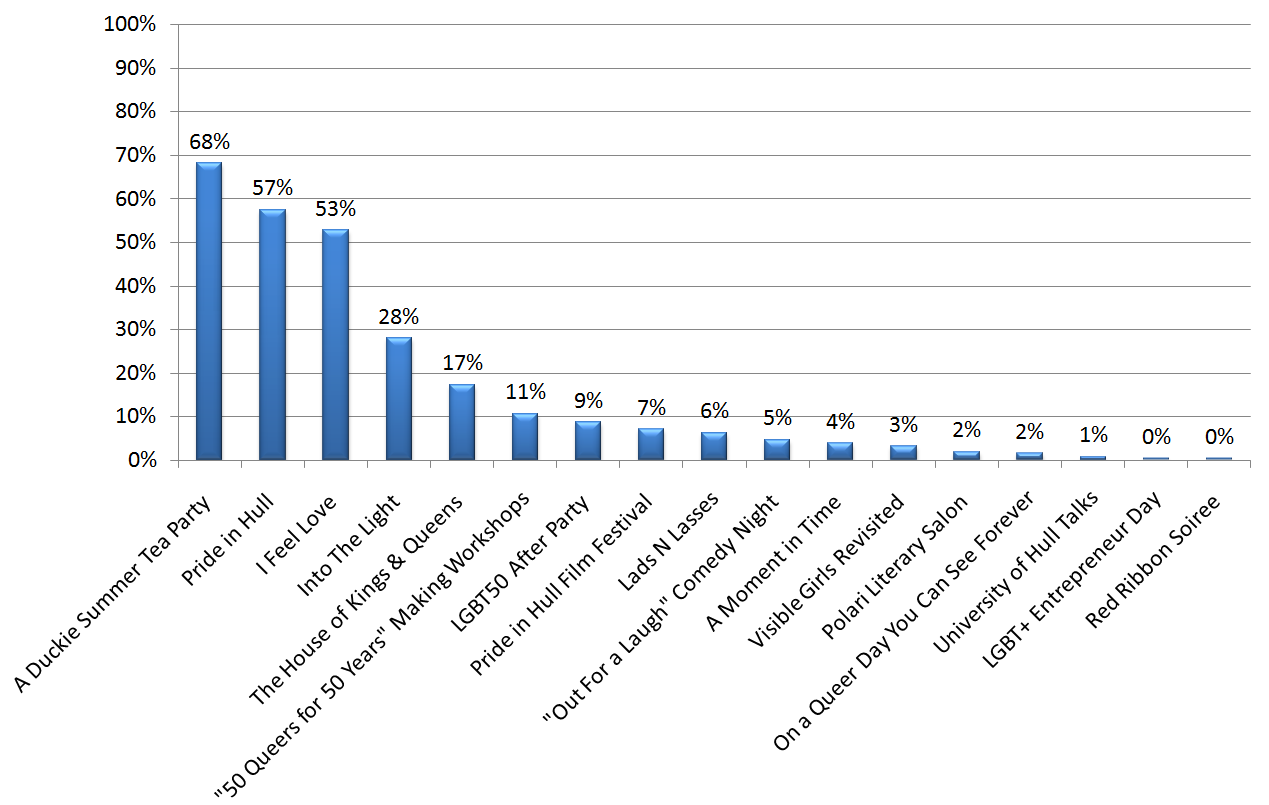 100%
90%
80%
70%
60%
50%
40%
30%
20%
10%
0%
68%
57%
53%
28%
17%
11%
9%
7%
6%
5%
4%
3%
2%
2%
1%
0%
0%
A Duckie Summer Tea Party
Pride in Hull
I Feel Love
Into The Light
The House of Kings & Queens
"50 Queers for 50 Years" Making Workshops
LGBT50 After Party
Pride in Hull Film Festival
Lads N Lasses
"Out For a Laugh" Comedy Night
A Moment in Time
Visible Girls Revisited
Polari Literary Salon
On a Queer Day You Can See Forever
University of Hull Talks
LGBT+ Entrepreneur Day
Red Ribbon Soiree